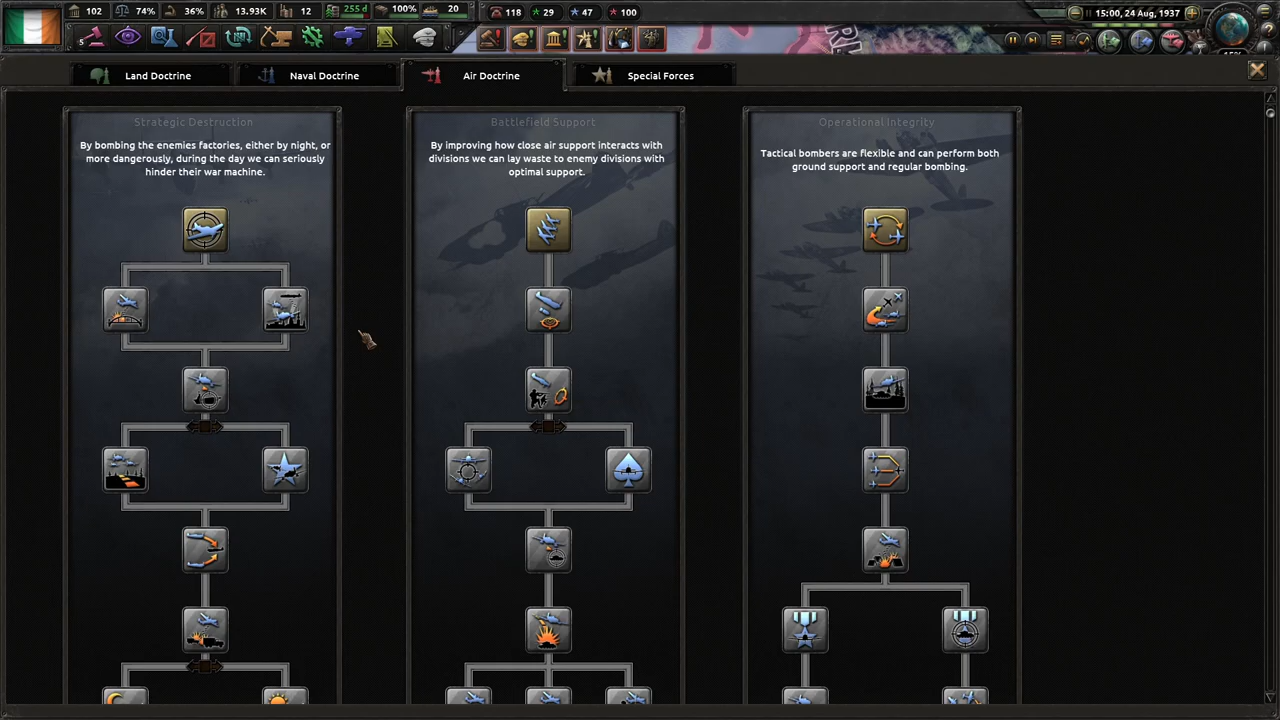 102 74% 36% 13.93K 12 255 d 100% 20 118 29 47 100 15:00, 24 Aug, 1937
5
Land Doctrine Naval Doctrine Air Doctrine Special Forces
Strategic Destruction
By bombing the enemies factories, either by night, or
more dangerously, during the day we can seriously
hinder their war machine.
Battlefield Support
By improving how close air support interacts with
divisions we can lay waste to enemy divisions with
optimal support.
Operational Integrity
Tactical bombers are flexible and can perform both
ground support and regular bombing.